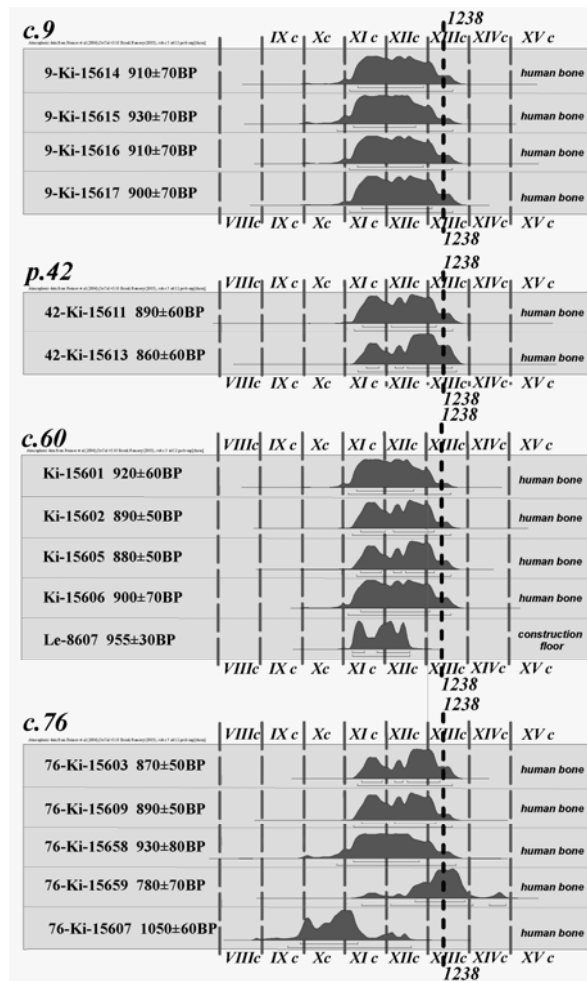 1238
c.9
IX c Xc XI c XIIc XIIIc XIVc XV c
9-Ki-15614 910±70BP human bone
9-Ki-15615 930±70BP human bone
9-Ki-15616 910±70BP human bone
9-Ki-15617 900±70BP human bone
VIIIc IX c Xc XI c XIIc XIIIc XIVc XV c
1238
1238
p.42
VIIIc IX c Xc XI c XIIc XIIIc XIVc XV c
42-Ki-15611 890±60BP human bone
42-Ki-15613 860±60BP human bone
VIIIc IX c Xc XI c XIIc XIIIc XIVc XV c
1238
1238
c.60
VIIIc IX c Xc XI c XIIc XIIIc XIVc XV c
Ki-15601 920±60BP human bone
Ki-15602 890±50BP human bone
Ki-15605 880±50BP human bone
Ki-15606 900±70BP human bone
Le-8607 955±30BP construction floor
VIIIc IX c Xc XI c XIIc XIIIc XIVc XV c
1238
1238
c.76
VIIIc IX c Xc XI c XIIc XIIIc XIVc XV c
76-Ki-15603 870±50BP human bone
76-Ki-15609 890±50BP human bone
76-Ki-15658 930±80BP human bone
76-Ki-15659 780±70BP human bone
76-Ki-15607 1050±60BP human bone
VIIIc IX c Xc XI c XIIc XIIIc XIVc XV c
1238